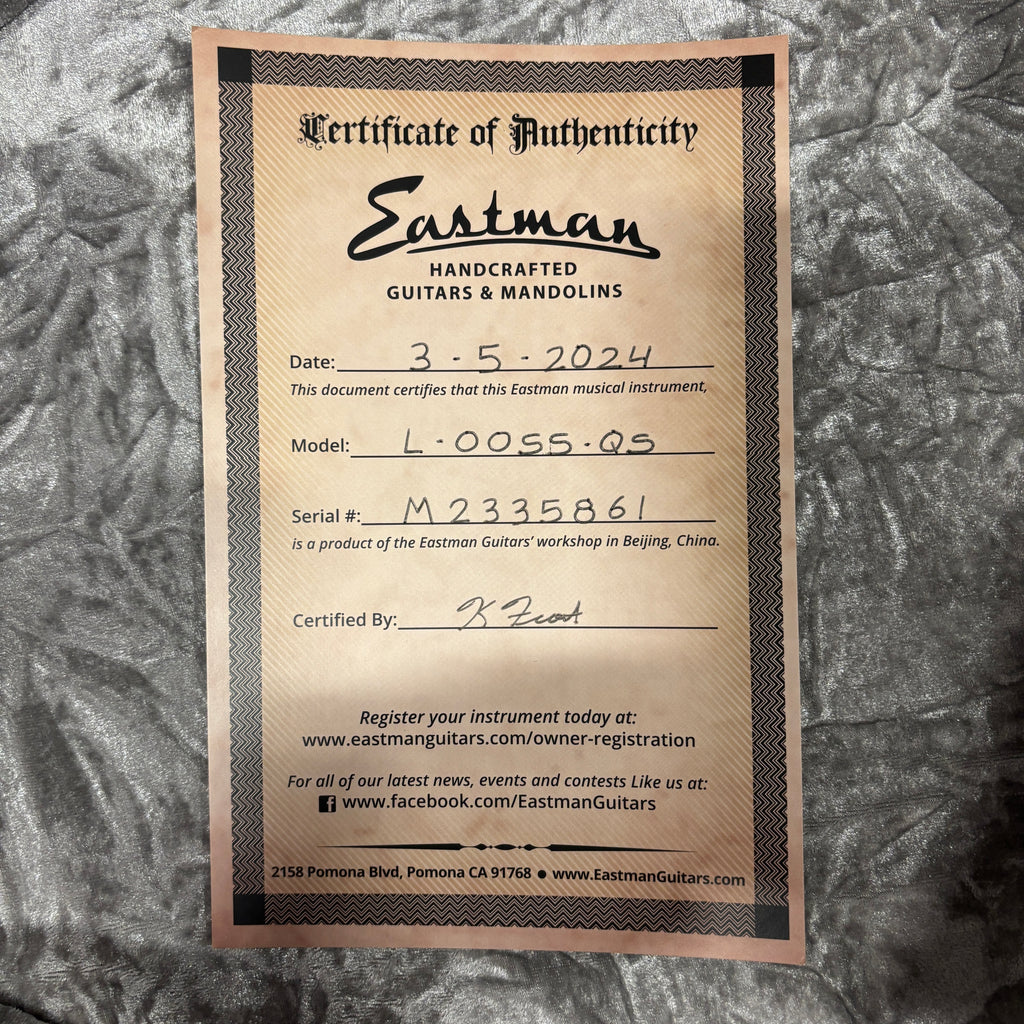 Certificate of Authenticity
Eastman
HANDCRAFTED
GUITARS & MANDOLINS
Date: 3-5-2024
This document certifies that this Eastman musical instrument,
Model: L-00SS-QS
Serial #: M2335861
is a product of the Eastman Guitars' workshop in Beijing, China.
Certified By: K Frost
Register your instrument today at:
www.eastmanguitars.com/owner-registration
For all of our latest news, events and contests Like us at:
f www.facebook.com/EastmanGuitars
2158 Pomona Blvd, Pomona CA 91768 ● www.EastmanGuitars.com